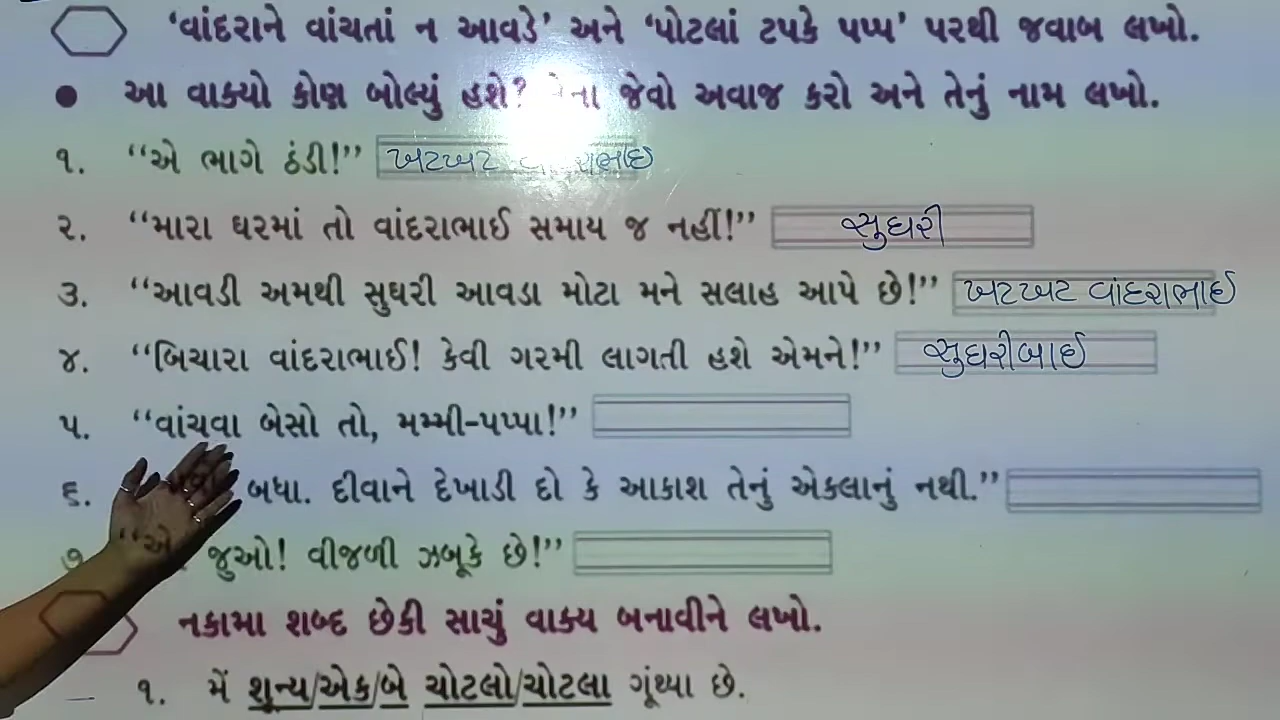 ‘વાંદરાને વાંચતાં ન આવડે’ અને ‘પોટલાં ટપકે પપ્પ’ પરથી જવાબ લખો.
● આ વાક્યો કોણ બોલ્યું હશે? જેવો અવાજ કરો અને તેનું નામ લખો.
૧. “એ ભાગે ઠંડી!” ખટખટ
૨. “મારા ઘરમાં તો વાંદરાભાઈ સમાય જ નહીં!” સુઘરી
૩. “આવડી અમથી સુઘરી આવડા મોટા મને સલાહ આપે છે!” ખટખટ વાંદરાભાઈ
૪. “બિચારા વાંદરાભાઈ! કેવી ગરમી લાગતી હશે એમને!” સુઘરીબાઈ
૫. “વાંચવા બેસો તો, મમ્મી-પપ્પા!”
૬. બધા. દીવાને દેખાડી દો કે આકાશ તેનું એકલાનું નથી.”
૭. જુઓ! વીજળી ઝબૂકે છે!”
નકામા શબ્દ છેકી સાચું વાક્ય બનાવીને લખો.
૧. મેં શૂન્ય/એક/બે ચોટલો/ચોટલા ગૂંથ્યા છે.